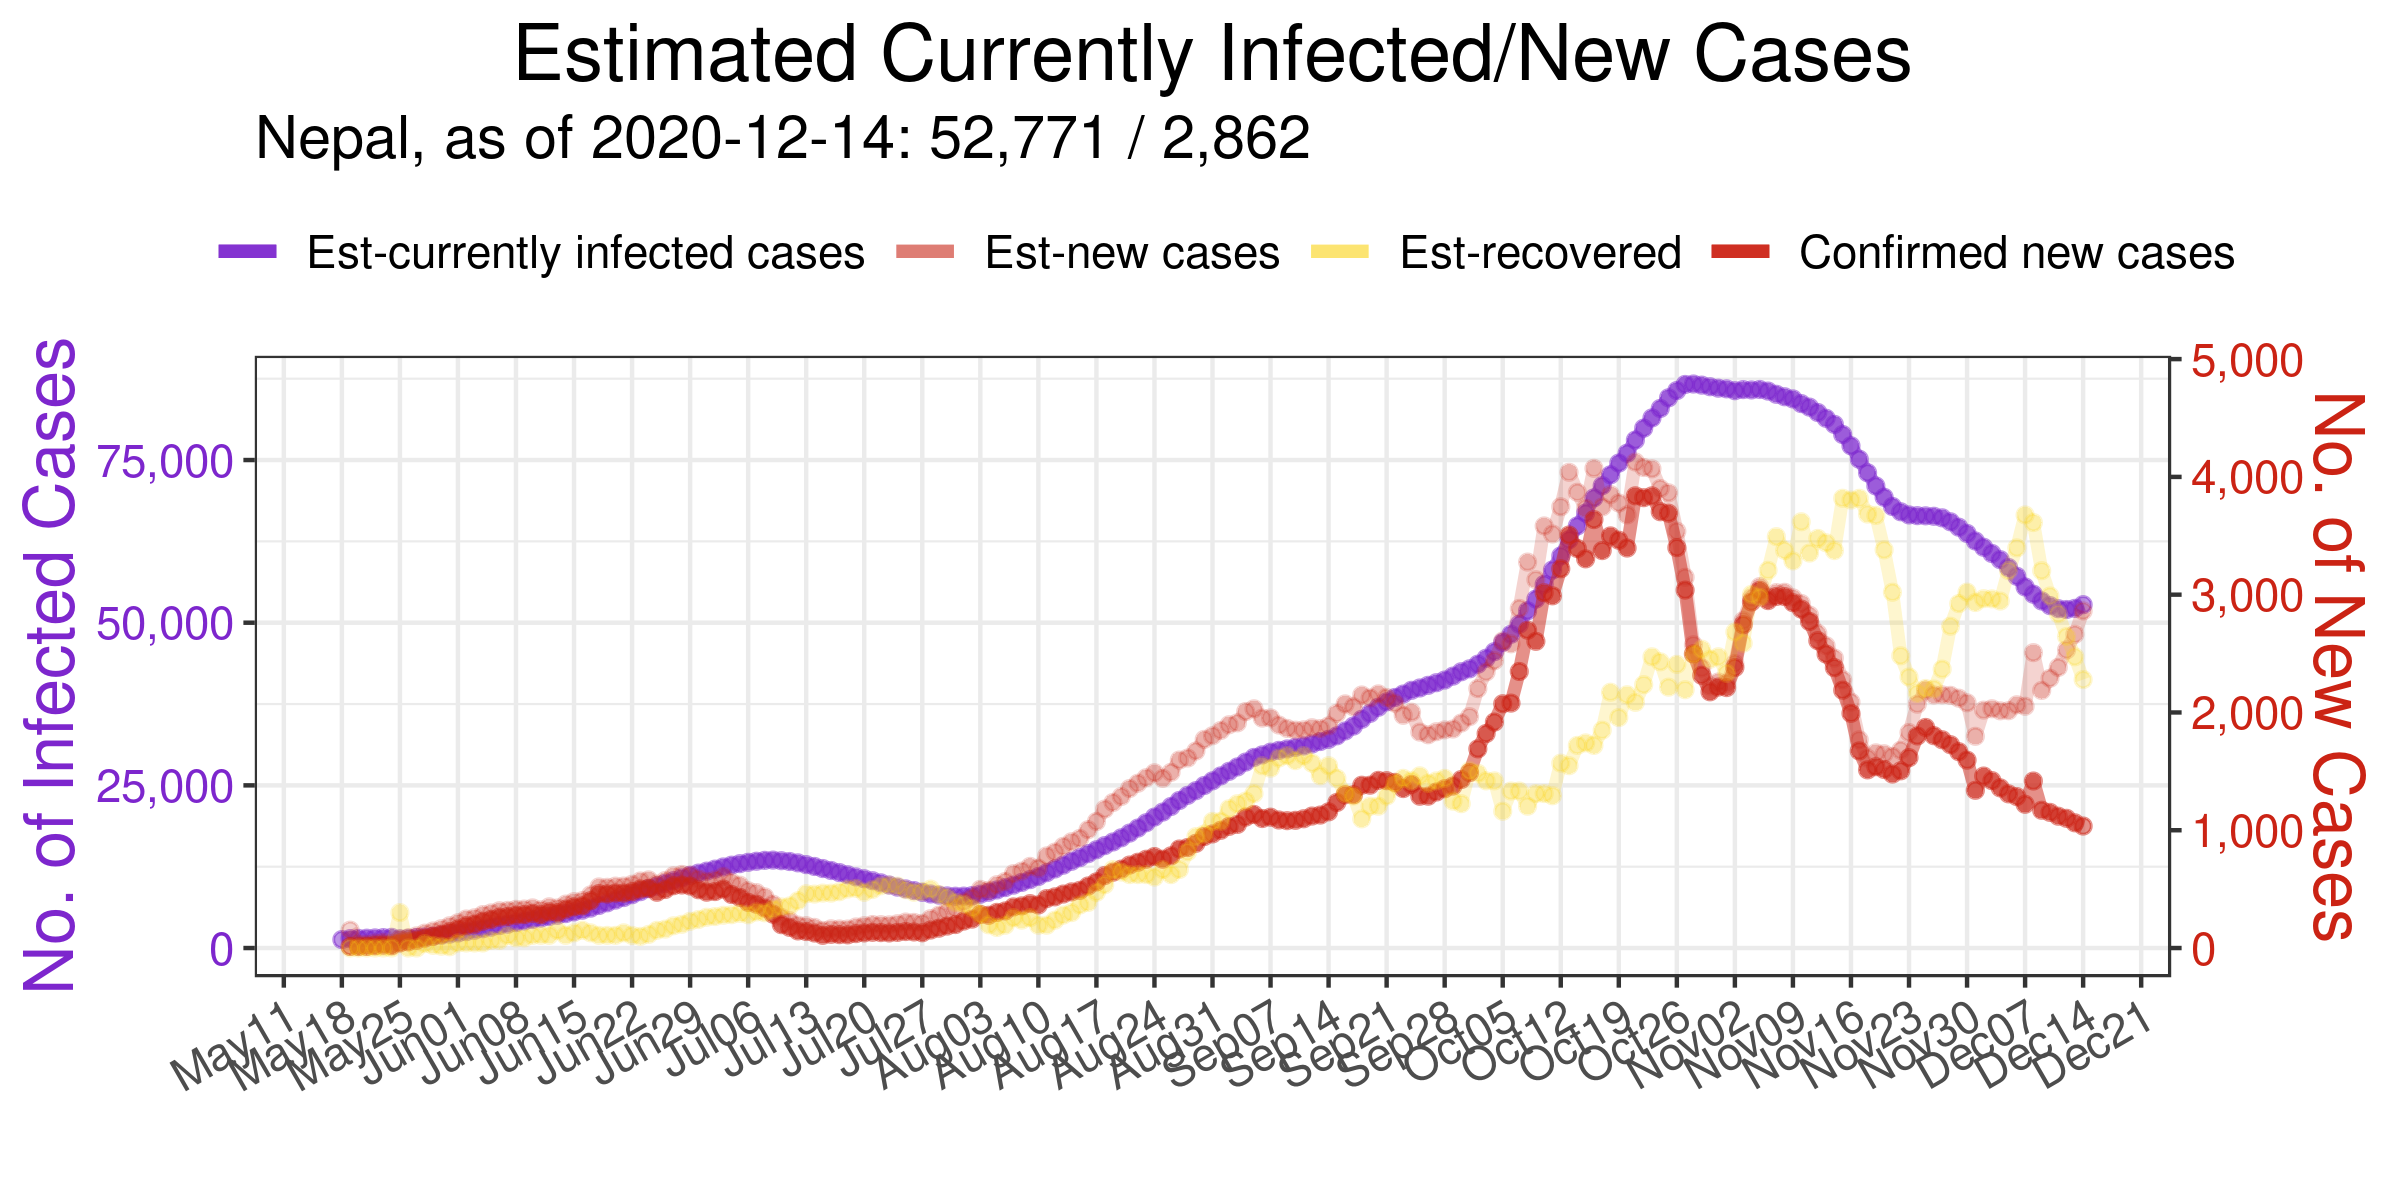 Estimated Currently Infected/New Cases
Nepal, as of 2020-12-14: 52,771 / 2,862
Est-currently infected cases Est-new cases Est-recovered Confirmed new cases
No. of Infected Cases
75,000
50,000
25,000
0
5,000
4,000
3,000
2,000
1,000
0
No. of New Cases
May11 May18 May25 Jun01 Jun08 Jun15 Jun22 Jun29 Jul06 Jul13 Jul20 Jul27 Aug03 Aug10 Aug17 Aug24 Aug31 Sep07 Sep14 Sep21 Sep28 Oct05 Oct12 Oct19 Oct26 Nov02 Nov09 Nov16 Nov23 Nov30 Dec07 Dec14 Dec21